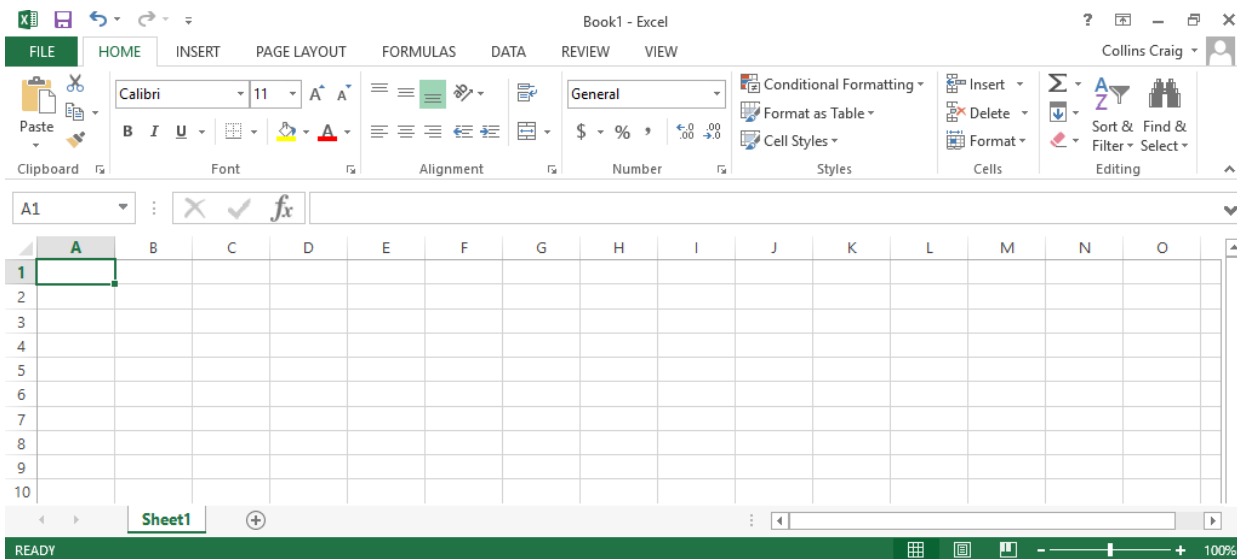 Book1 - Excel
FILE HOME INSERT PAGE LAYOUT FORMULAS DATA REVIEW VIEW Collins Craig
Paste
Clipboard
Calibri 11
B I U A
Font
Alignment
General
$ % , .0 .00 .00 .0
Number
Conditional Formatting
Format as Table
Cell Styles
Styles
Insert
Delete
Format
Cells
Sort & Filter
Find & Select
Editing
A1 fx
A B C D E F G H I J K L M N O
1
2
3
4
5
6
7
8
9
10
Sheet1
READY 100%